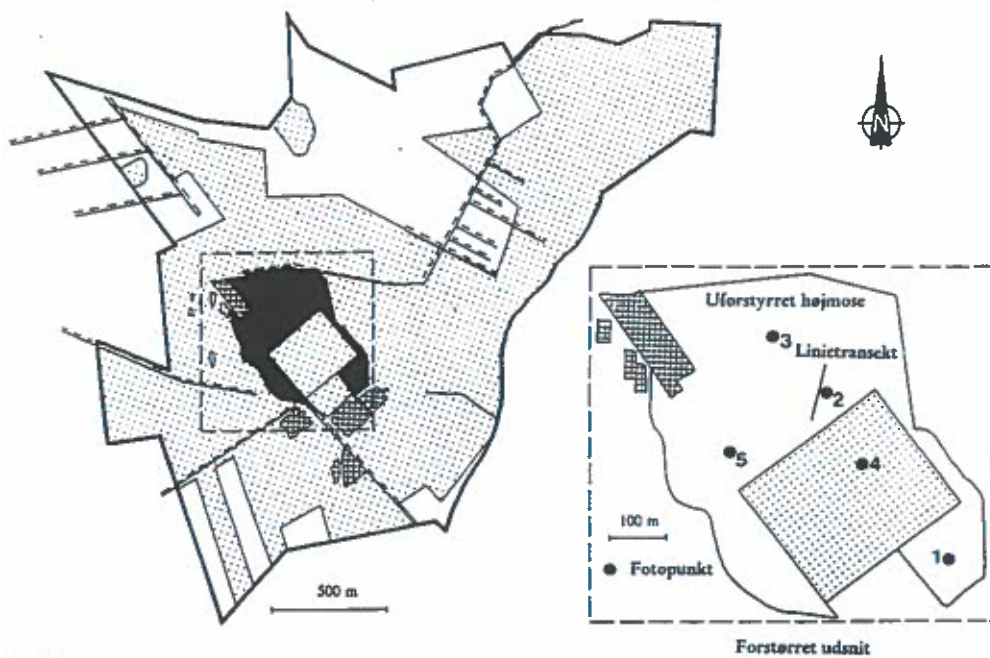 N
Uforstyrret højmose
3
Linietransekt
2
5
4
100 m
1
Fotopunkt
500 m
Forstørret udsnit